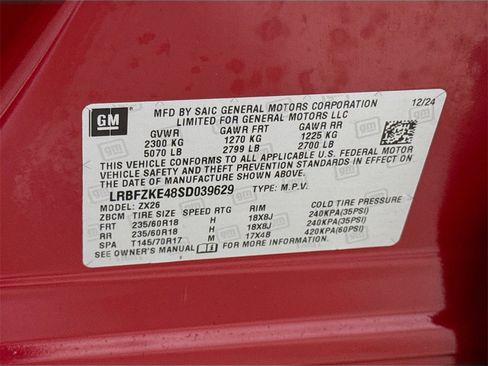 GM
MFD BY SAIC GENERAL MOTORS CORPORATION 12/24
LIMITED FOR GENERAL MOTORS LLC
GVWR GAWR FRT GAWR RR
2300 KG 1270 KG 1225 KG
5070 LB 2799 LB 2700 LB
THIS VEHICLE CONFORMS TO ALL APPLICABLE U.S. FEDERAL MOTOR
VEHICLE SAFETY AND THEFT PREVENTION STANDARDS IN EFFECT ON
THE DATE OF MANUFACTURE SHOWN ABOVE.
LRBFZKE48SD039629 TYPE: M.P.V.
MODEL: ZX26
ZBCM TIRE SIZE SPEED RTG RIM COLD TIRE PRESSURE
FRT 235/60R18 H 18X8J 240KPA(35PSI)
RR 235/60R18 H 18X8J 240KPA(35PSI)
SPA T145/70R17 M 17X4B 420KPA(60PSI)
SEE OWNER'S MANUAL FOR MORE INFORMATION.